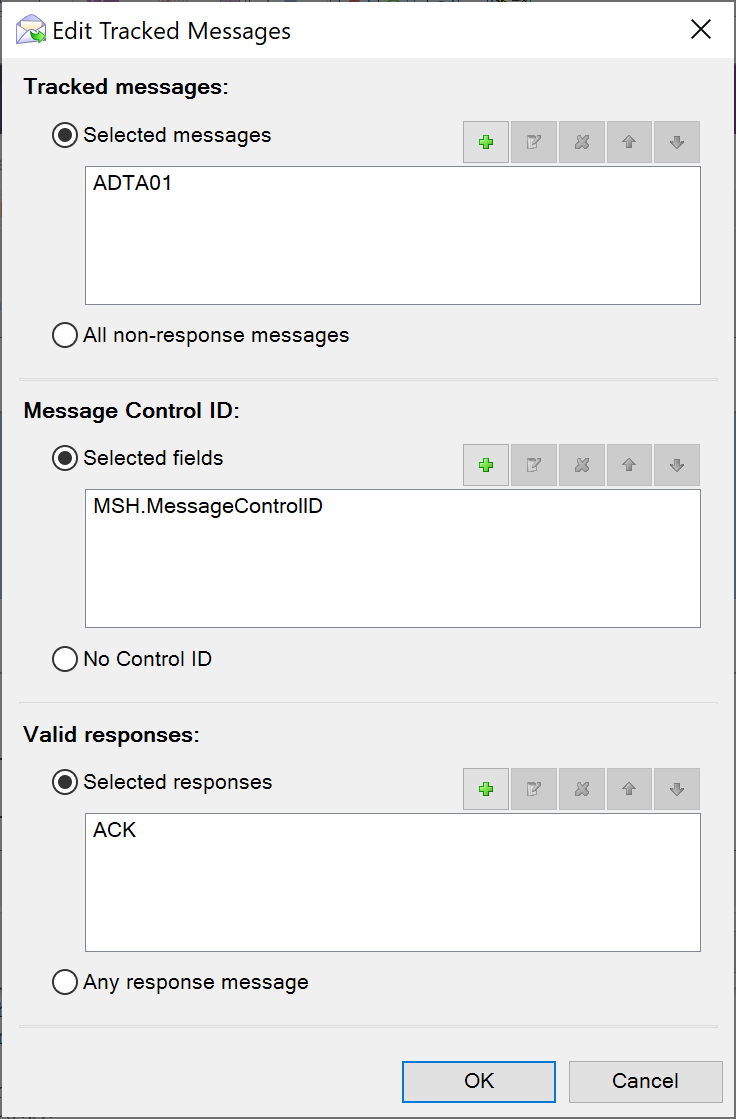 Edit Tracked Messages
Tracked messages:
Selected messages
ADTA01
All non-response messages
Message Control ID:
Selected fields
MSH.MessageControlID
No Control ID
Valid responses:
Selected responses
ACK
Any response message
OK Cancel